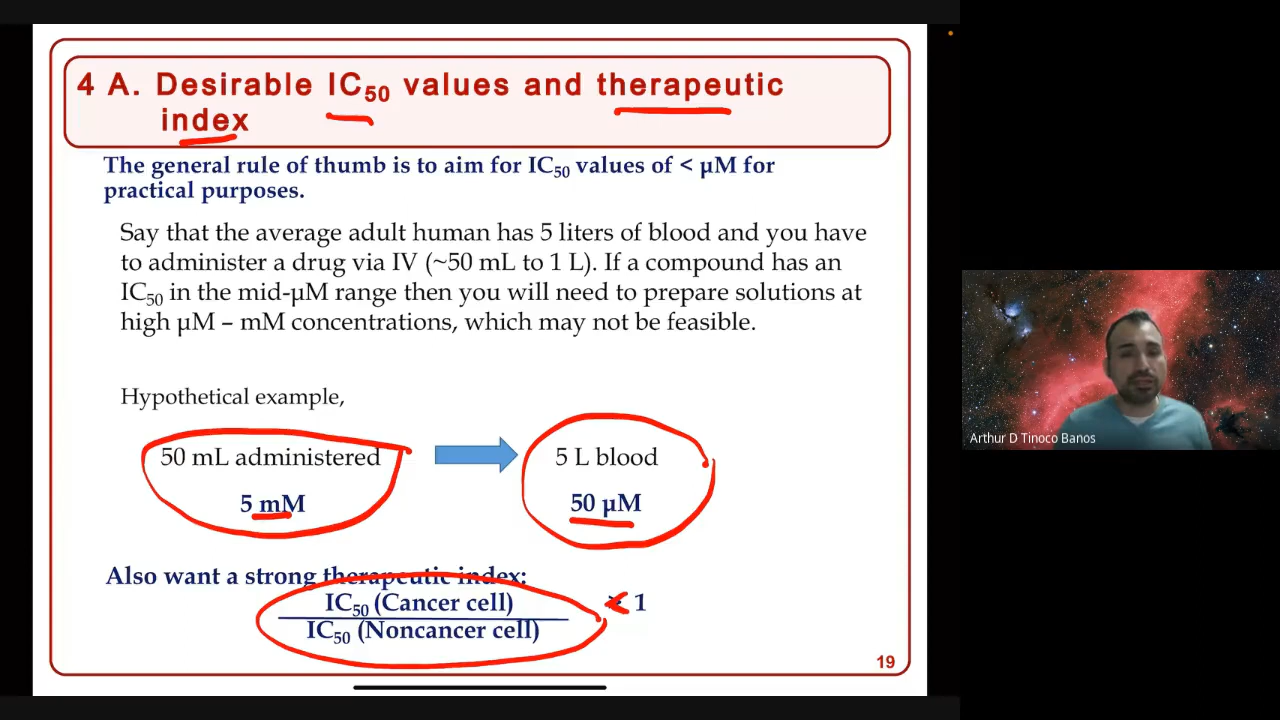 4 A. Desirable IC50 values and therapeutic
index
The general rule of thumb is to aim for IC50 values of < µM for
practical purposes.
Say that the average adult human has 5 liters of blood and you have
to administer a drug via IV (~50 mL to 1 L). If a compound has an
IC50 in the mid-µM range then you will need to prepare solutions at
high µM – mM concentrations, which may not be feasible.
Hypothetical example,
50 mL administered
5 L blood
5 mM
50 µM
Also want a strong therapeutic index:
IC50 (Cancer cell)
IC50 (Noncancer cell)
< 1
19
Arthur D Tinoco Banos